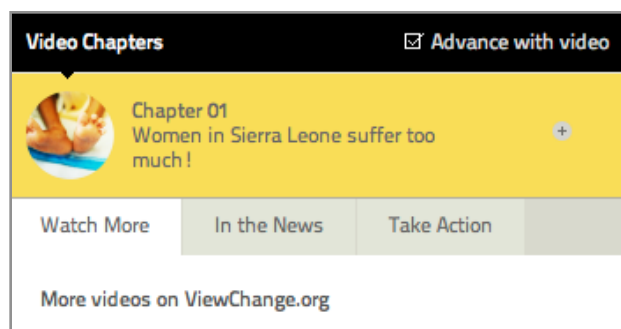 Video Chapters
Advance with video
Chapter 01
Women in Sierra Leone suffer too
much!
Watch More
In the News
Take Action
More videos on ViewChange.org